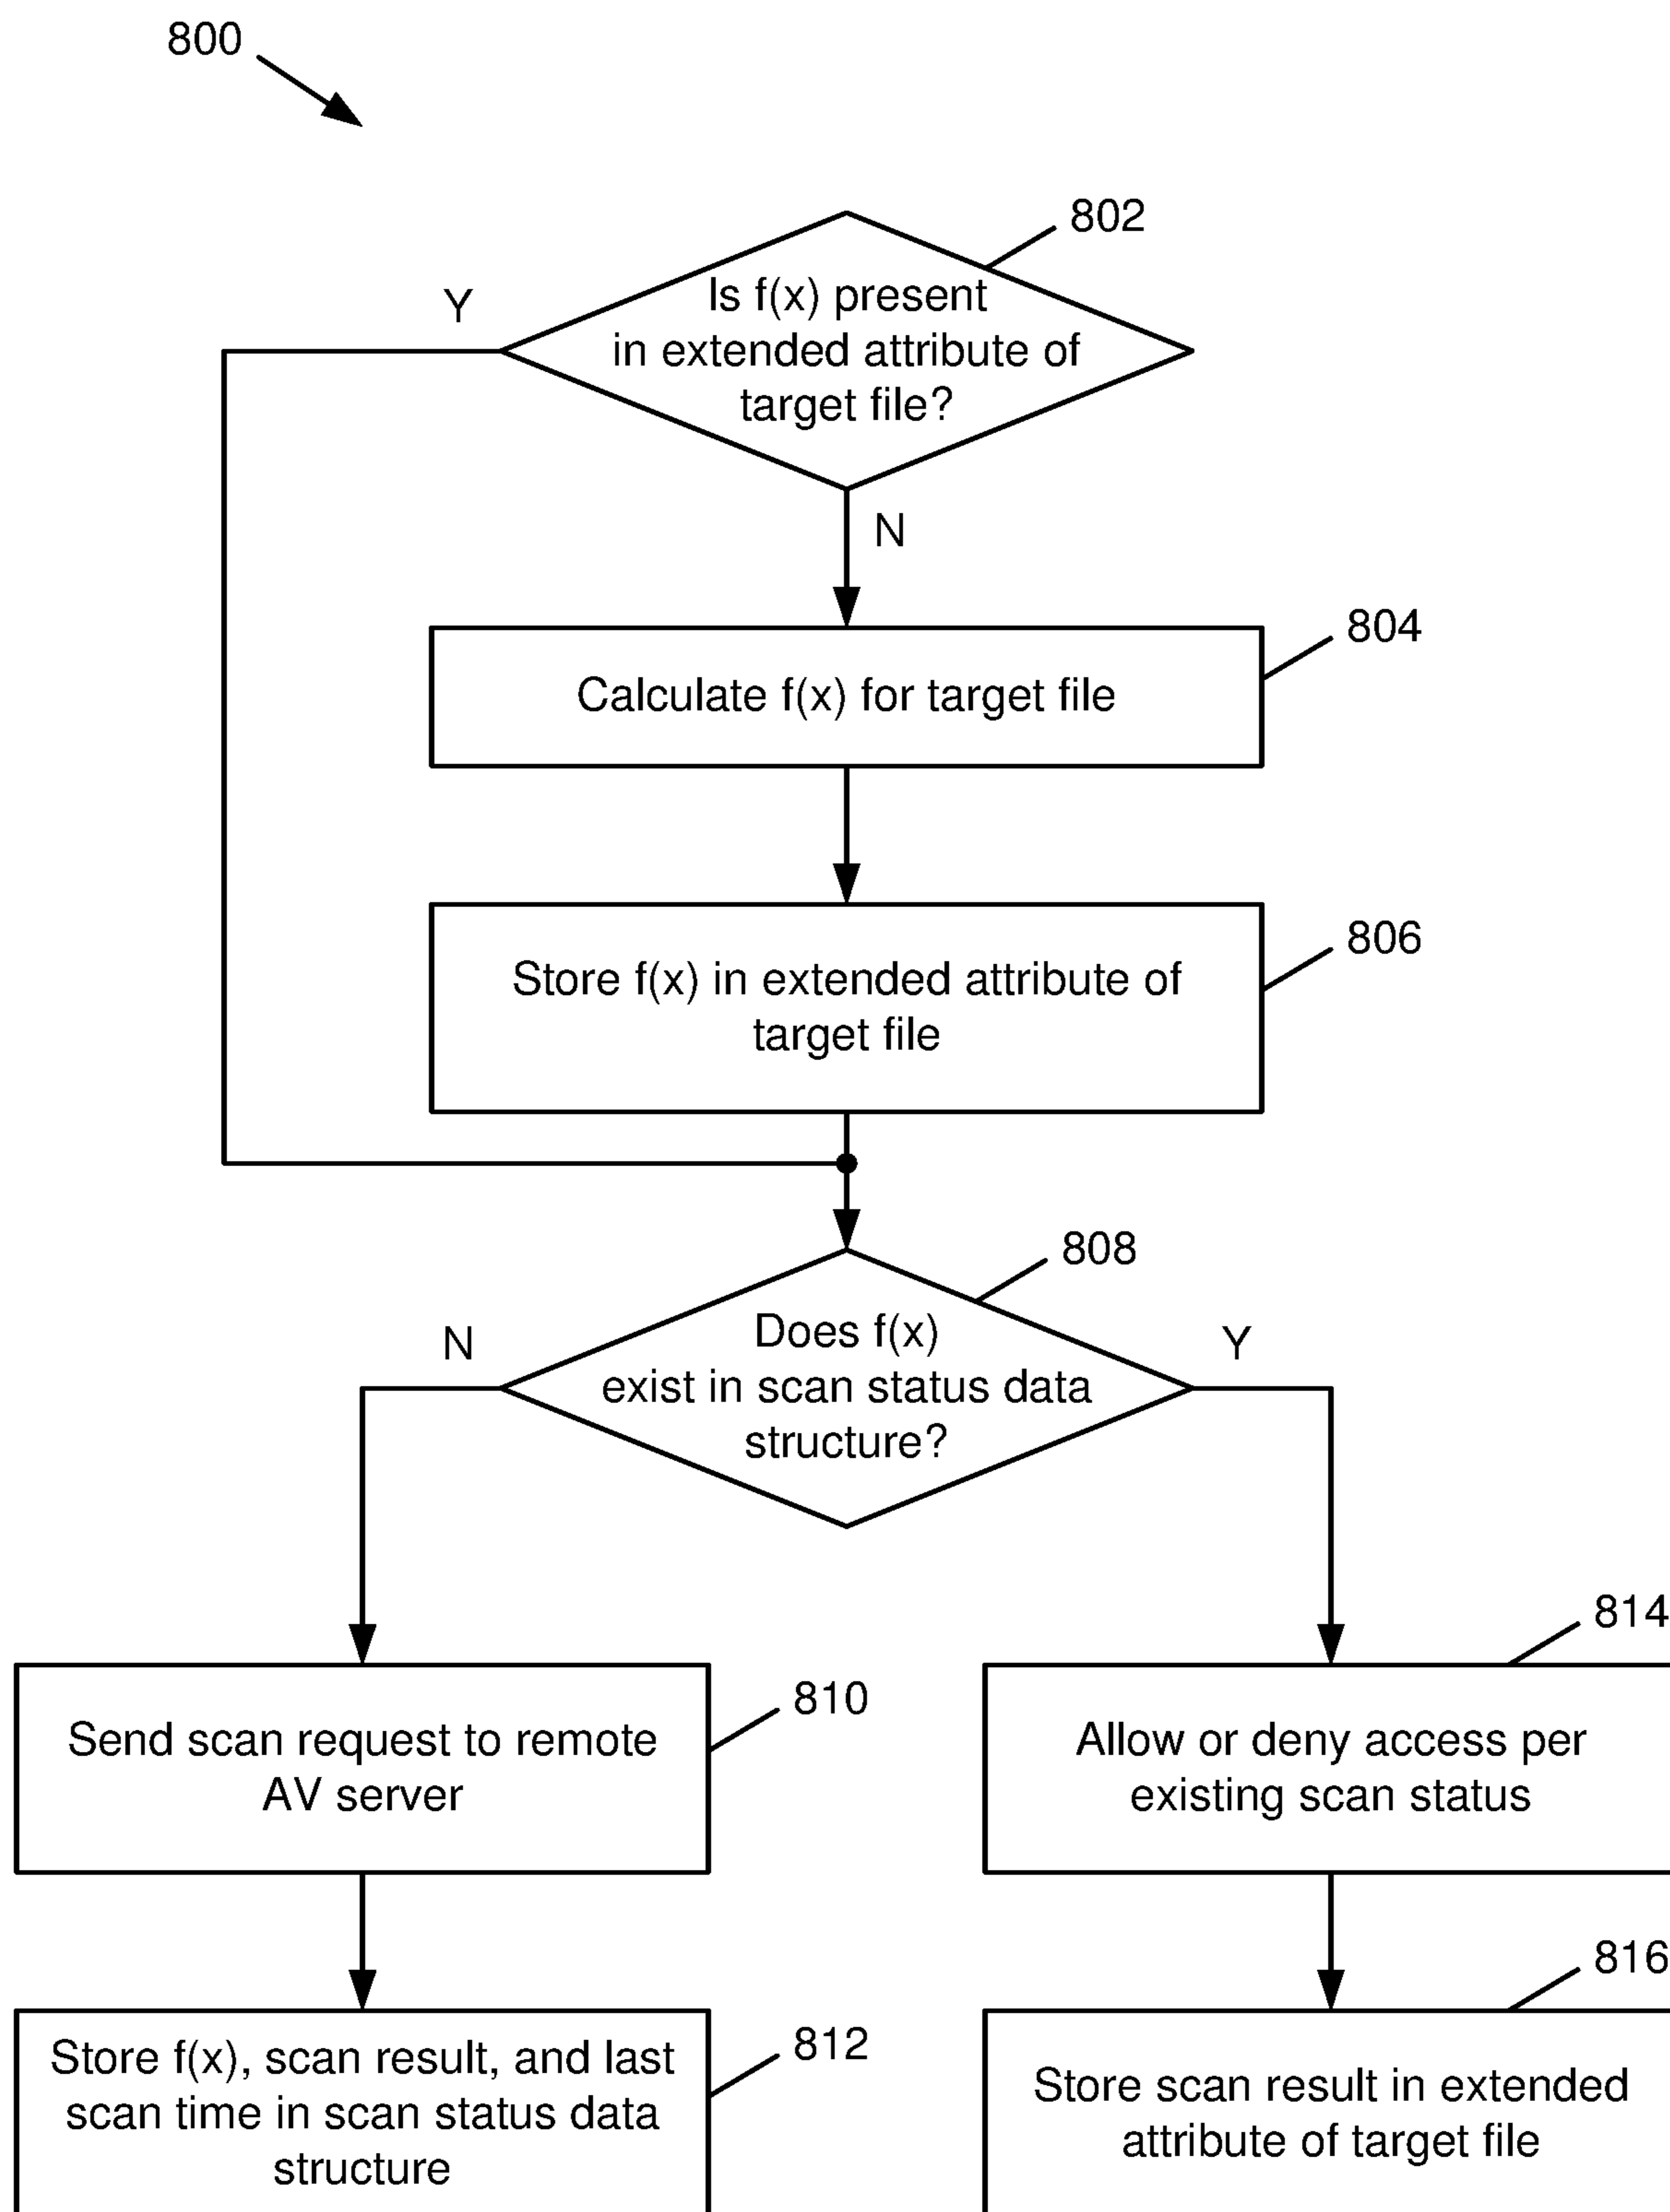 800
802
Is f(x) present
in extended attribute of
target file?
Y
N
804
Calculate f(x) for target file
806
Store f(x) in extended attribute of
target file
808
Does f(x)
exist in scan status data
structure?
N
Y
810
Send scan request to remote
AV server
814
Allow or deny access per
existing scan status
812
Store f(x), scan result, and last
scan time in scan status data
structure
816
Store scan result in extended
attribute of target file